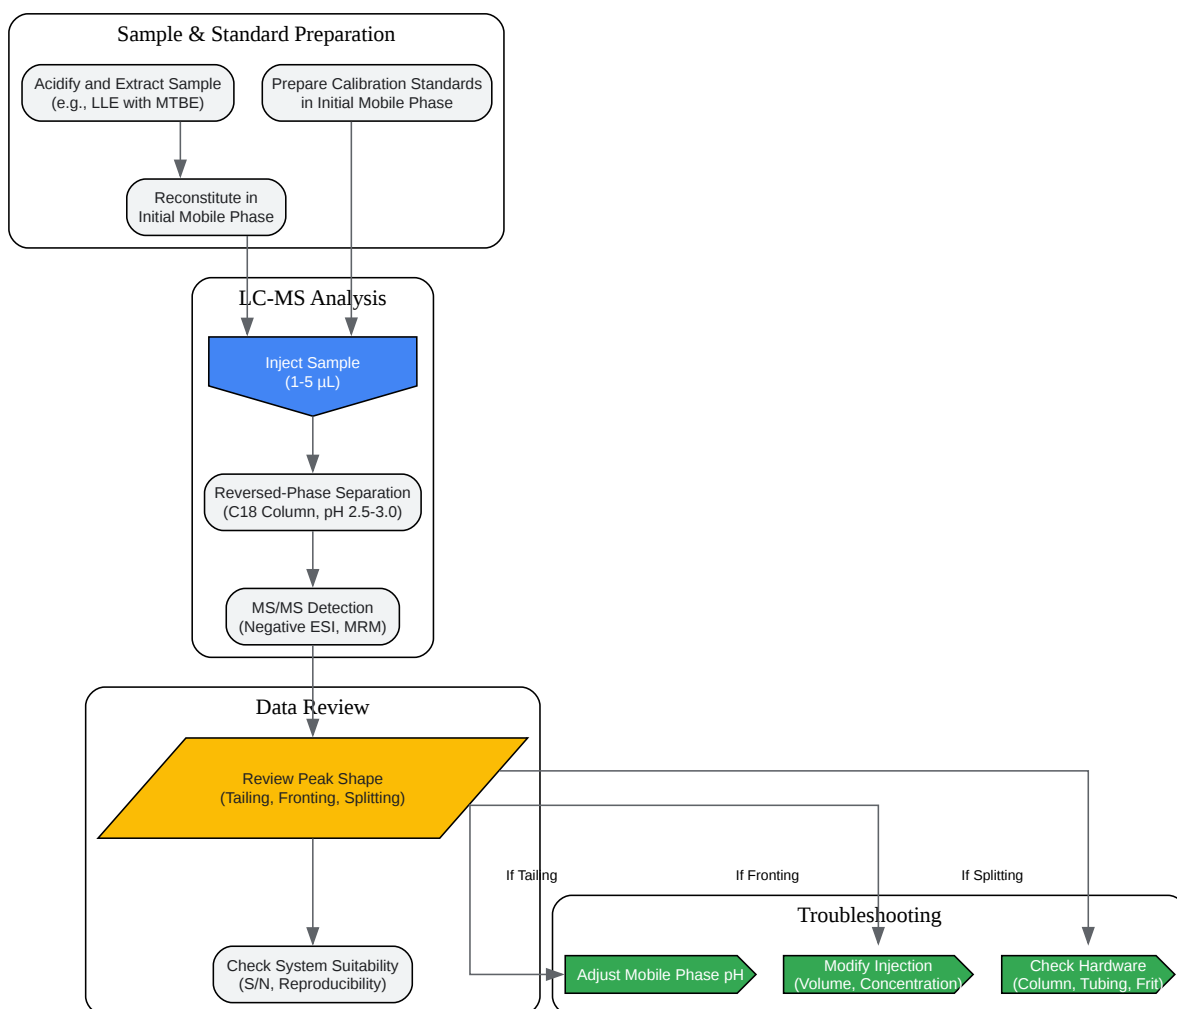 Sample & Standard Preparation
Acidify and Extract Sample
(e.g., LLE with MTBE)
Prepare Calibration Standards
in Initial Mobile Phase
Reconstitute in
Initial Mobile Phase
LC-MS Analysis
Inject Sample
(1-5 µL)
Reversed-Phase Separation
(C18 Column, pH 2.5-3.0)
MS/MS Detection
(Negative ESI, MRM)
Data Review
Review Peak Shape
(Tailing, Fronting, Splitting)
If Tailing
If Fronting
If Splitting
Troubleshooting
Check System Suitability
(S/N, Reproducibility)
Adjust Mobile Phase pH
Modify Injection
(Volume, Concentration)
Check Hardware
(Column, Tubing, Frit)